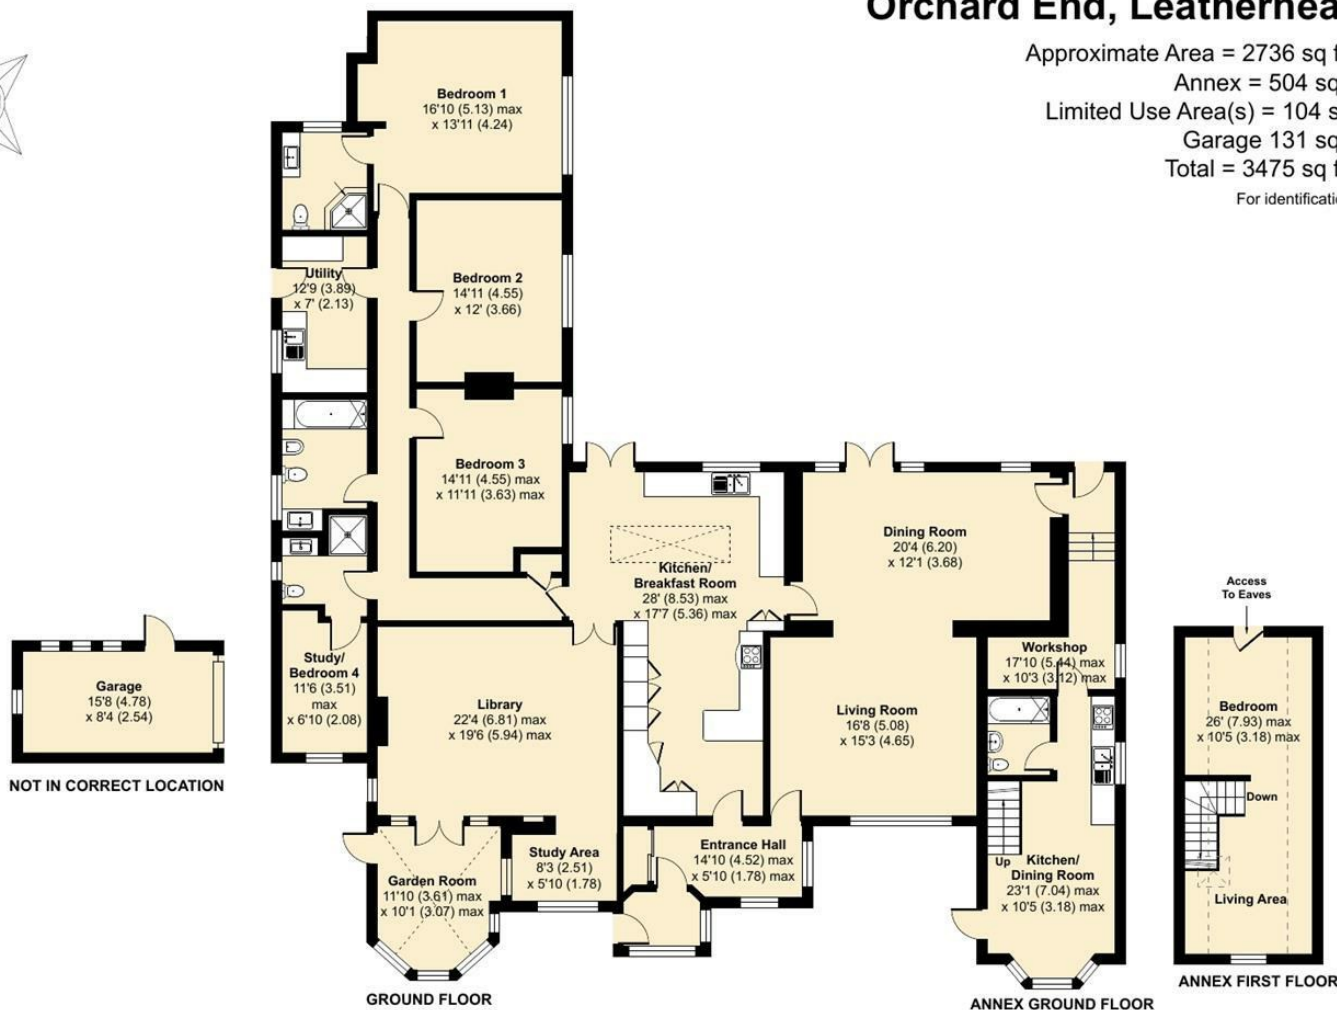 Orchard End, Leatherhea
Approximate Area = 2736 sq f
Annex = 504 sq
Limited Use Area(s) = 104 s
Garage 131 sq
Total = 3475 sq f
For identificati
Bedroom 1
16'10 (5.13) max
x 13'11 (4.24)
Utility
12'9 (3.89)
x 7' (2.13)
Bedroom 2
14'11 (4.55)
x 12' (3.66)
Bedroom 3
14'11 (4.55) max
x 11'11 (3.63) max
Kitchen/
Breakfast Room
28' (8.53) max
x 17'7 (5.36) max
Dining Room
20'4 (6.20)
x 12'1 (3.68)
Garage
15'8 (4.78)
x 8'4 (2.54)
NOT IN CORRECT LOCATION
Study/
Bedroom 4
11'6 (3.51)
max
x 6'10 (2.08)
Library
22'4 (6.81) max
x 19'6 (5.94) max
Living Room
16'8 (5.08)
x 15'3 (4.65)
Workshop
17'10 (5.44) max
x 10'3 (3.12) max
Garden Room
11'10 (3.61) max
x 10'1 (3.07) max
Study Area
8'3 (2.51)
x 5'10 (1.78)
Entrance Hall
14'10 (4.52) max
x 5'10 (1.78) max
Up
Kitchen/
Dining Room
23'1 (7.04) max
x 10'5 (3.18) max
GROUND FLOOR
ANNEX GROUND FLOOR
Access
To Eaves
Bedroom
26' (7.93) max
x 10'5 (3.18) max
Down
Living Area
ANNEX FIRST FLOOR